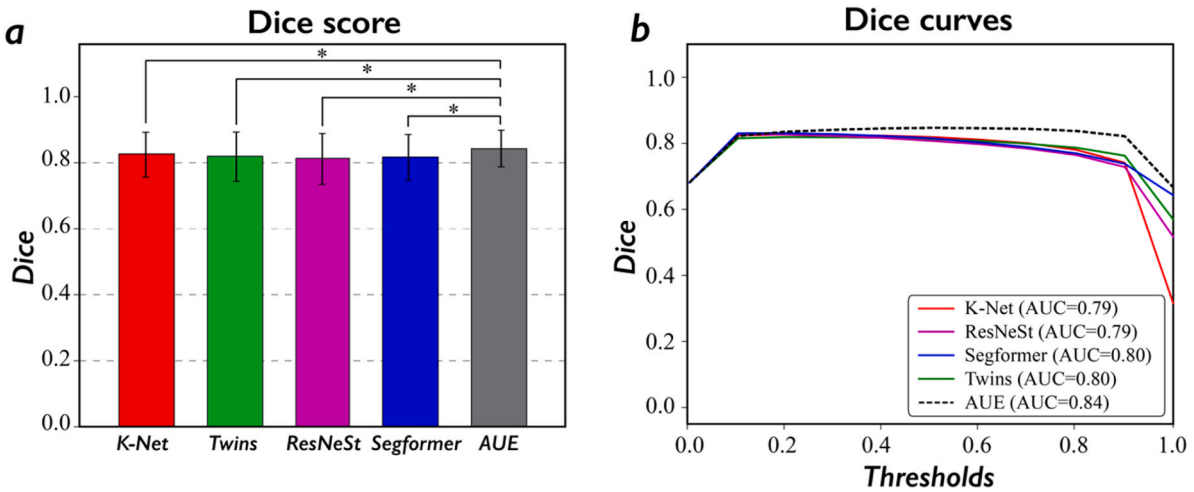 a
Dice score
Dice
1.0
0.8
0.6
0.4
0.2
0.0
*
*
*
*
K-Net Twins ResNeSt Segformer AUE
b
Dice curves
Dice
1.0
0.8
0.6
0.4
0.2
0.0
K-Net (AUC=0.79)
ResNeSt (AUC=0.79)
Segformer (AUC=0.80)
Twins (AUC=0.80)
AUE (AUC=0.84)
0.0 0.2 0.4 0.6 0.8 1.0
Thresholds